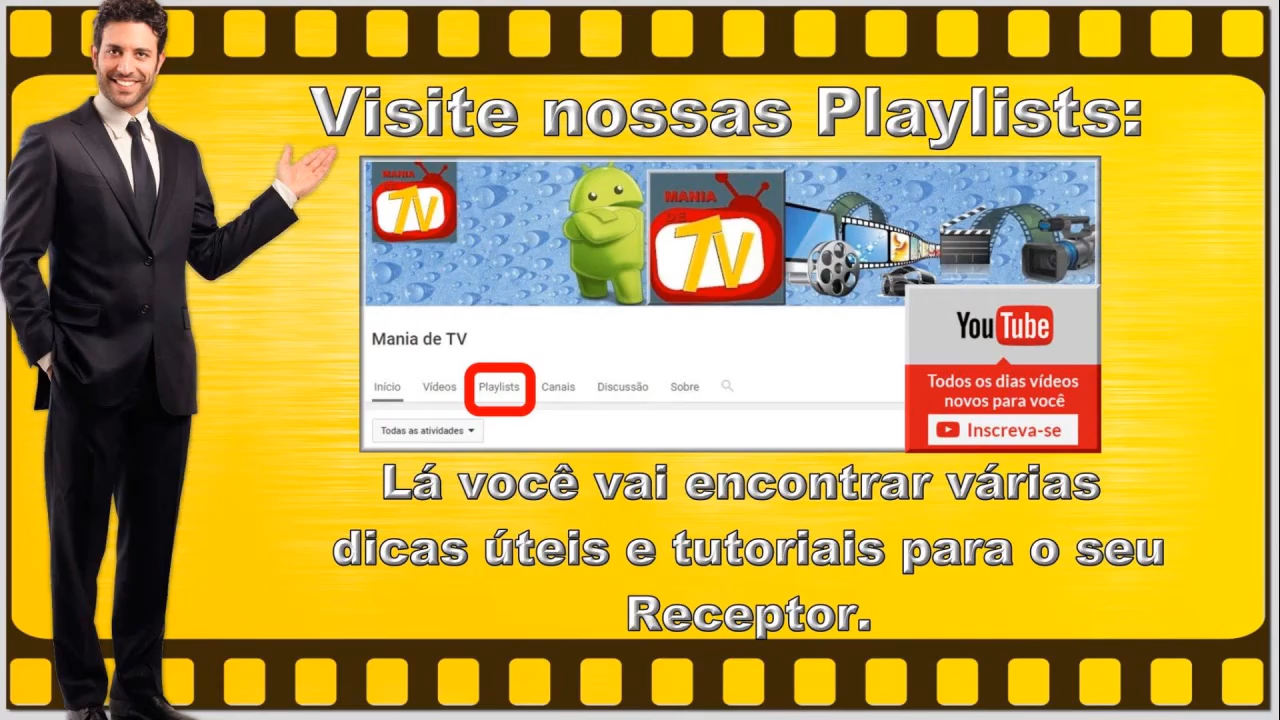 Visite nossas Playlists:
MANIA
TV
MANIA
DE
TV
Mania de TV
Início Vídeos Playlists Canais Discussão Sobre
Todas as atividades
YouTube
Todos os dias vídeos
novos para você
Inscreva-se
Lá você vai encontrar várias
dicas úteis e tutoriais para o seu
Receptor.